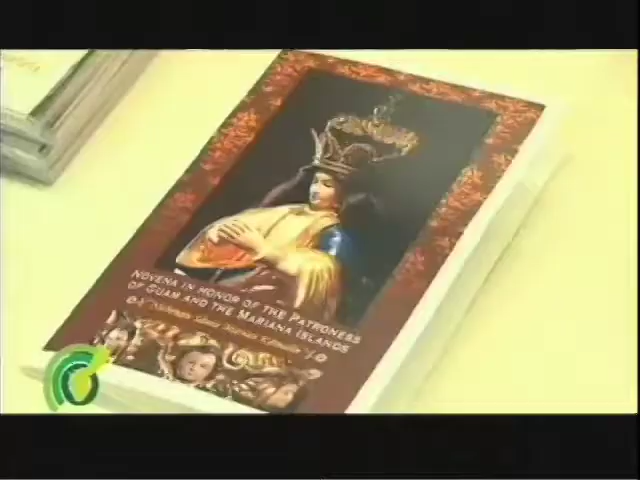 NOVENA IN HONOR OF THE PATRONESS
OF GUAM AND THE MARIANA ISLANDS